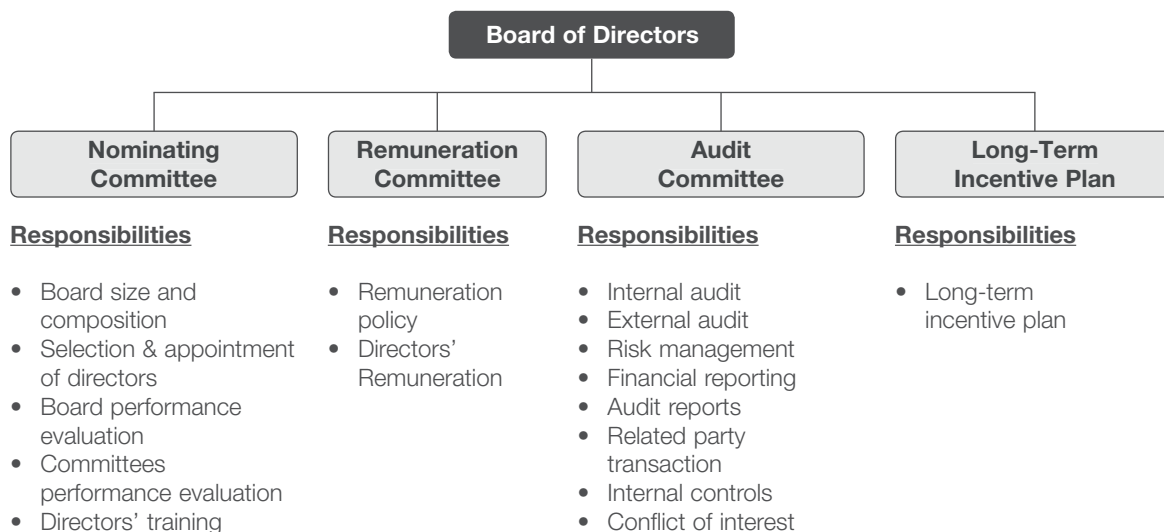 Board of Directors
Nominating
Committee
Responsibilities
• Board size and
composition
• Selection & appointment
of directors
• Board performance
evaluation
• Committees
performance evaluation
• Directors' training
Remuneration
Committee
Responsibilities
• Remuneration
policy
• Directors'
Remuneration
Audit
Committee
Responsibilities
• Internal audit
• External audit
• Risk management
• Financial reporting
• Audit reports
• Related party
transaction
• Internal controls
• Conflict of interest
Long-Term
Incentive Plan
Responsibilities
• Long-term
incentive plan